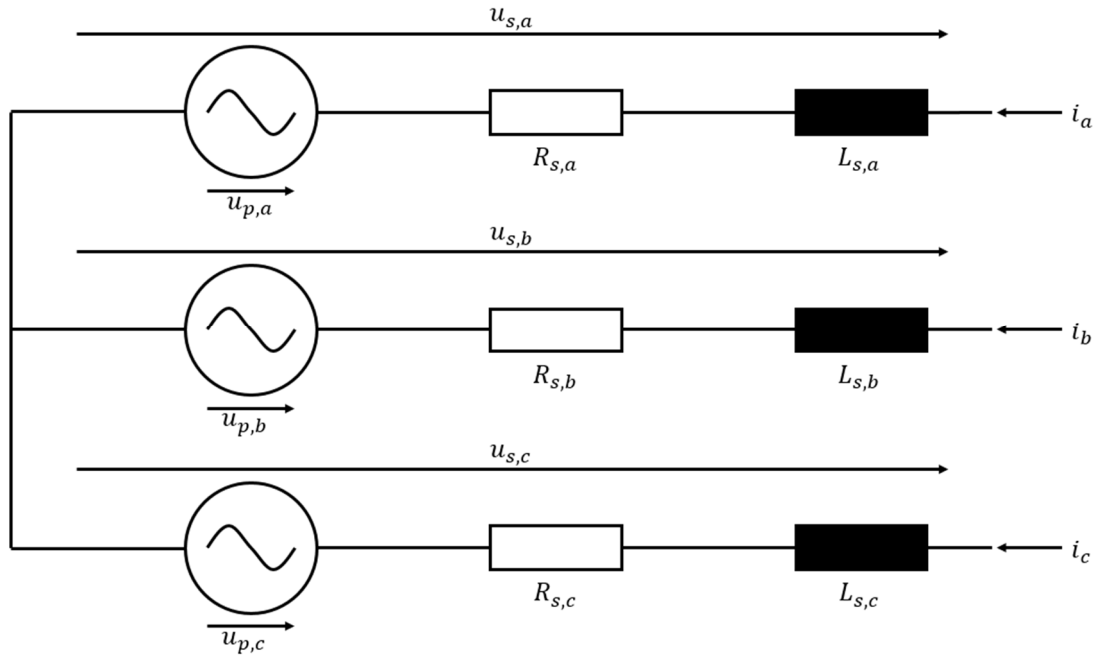 u_{s,a}
i_a
R_{s,a}
L_{s,a}
u_{p,a}
u_{s,b}
i_b
R_{s,b}
L_{s,b}
u_{p,b}
u_{s,c}
i_c
R_{s,c}
L_{s,c}
u_{p,c}